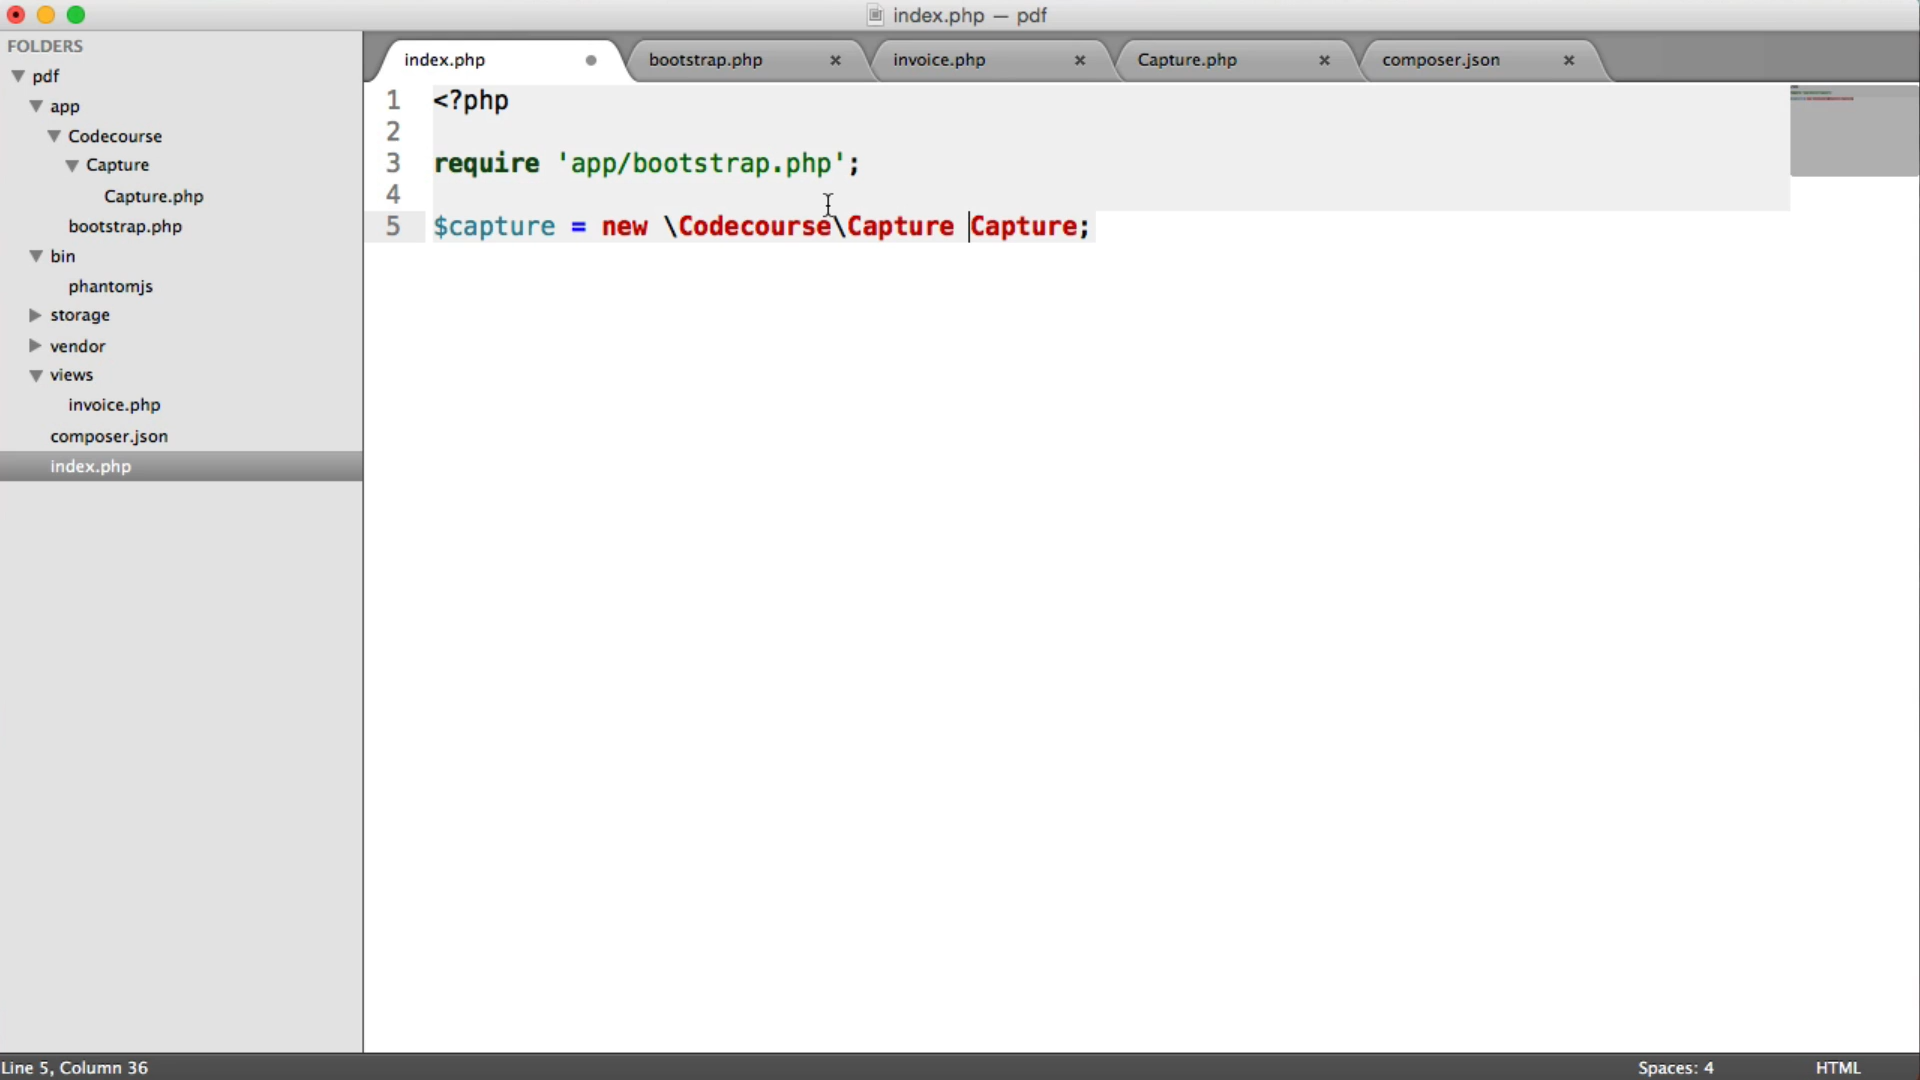 index.php — pdf
FOLDERS
pdf
app
Codecourse
Capture
Capture.php
bootstrap.php
bin
phantomjs
storage
vendor
views
invoice.php
composer.json
index.php
index.php bootstrap.php invoice.php Capture.php composer.json
1 <?php
2
3 require 'app/bootstrap.php';
4
5 $capture = new \Codecourse\Capture Capture;
Line 5, Column 36 Spaces: 4 HTML